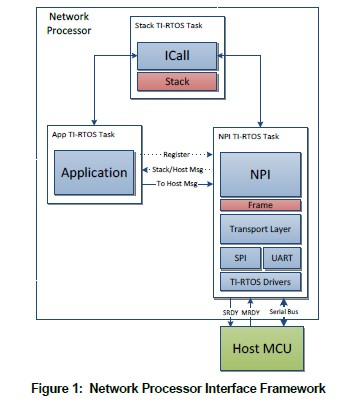 Network
Processor
Stack TI-RTOS Task
ICall
Stack
App TI-RTOS Task
Application
Register
Stack/Host Msg
To Host Msg
NPI TI-RTOS Task
NPI
Frame
Transport Layer
SPI UART
TI-RTOS Drivers
SRDY MRDY Serial Bus
Host MCU
Figure 1: Network Processor Interface Framework